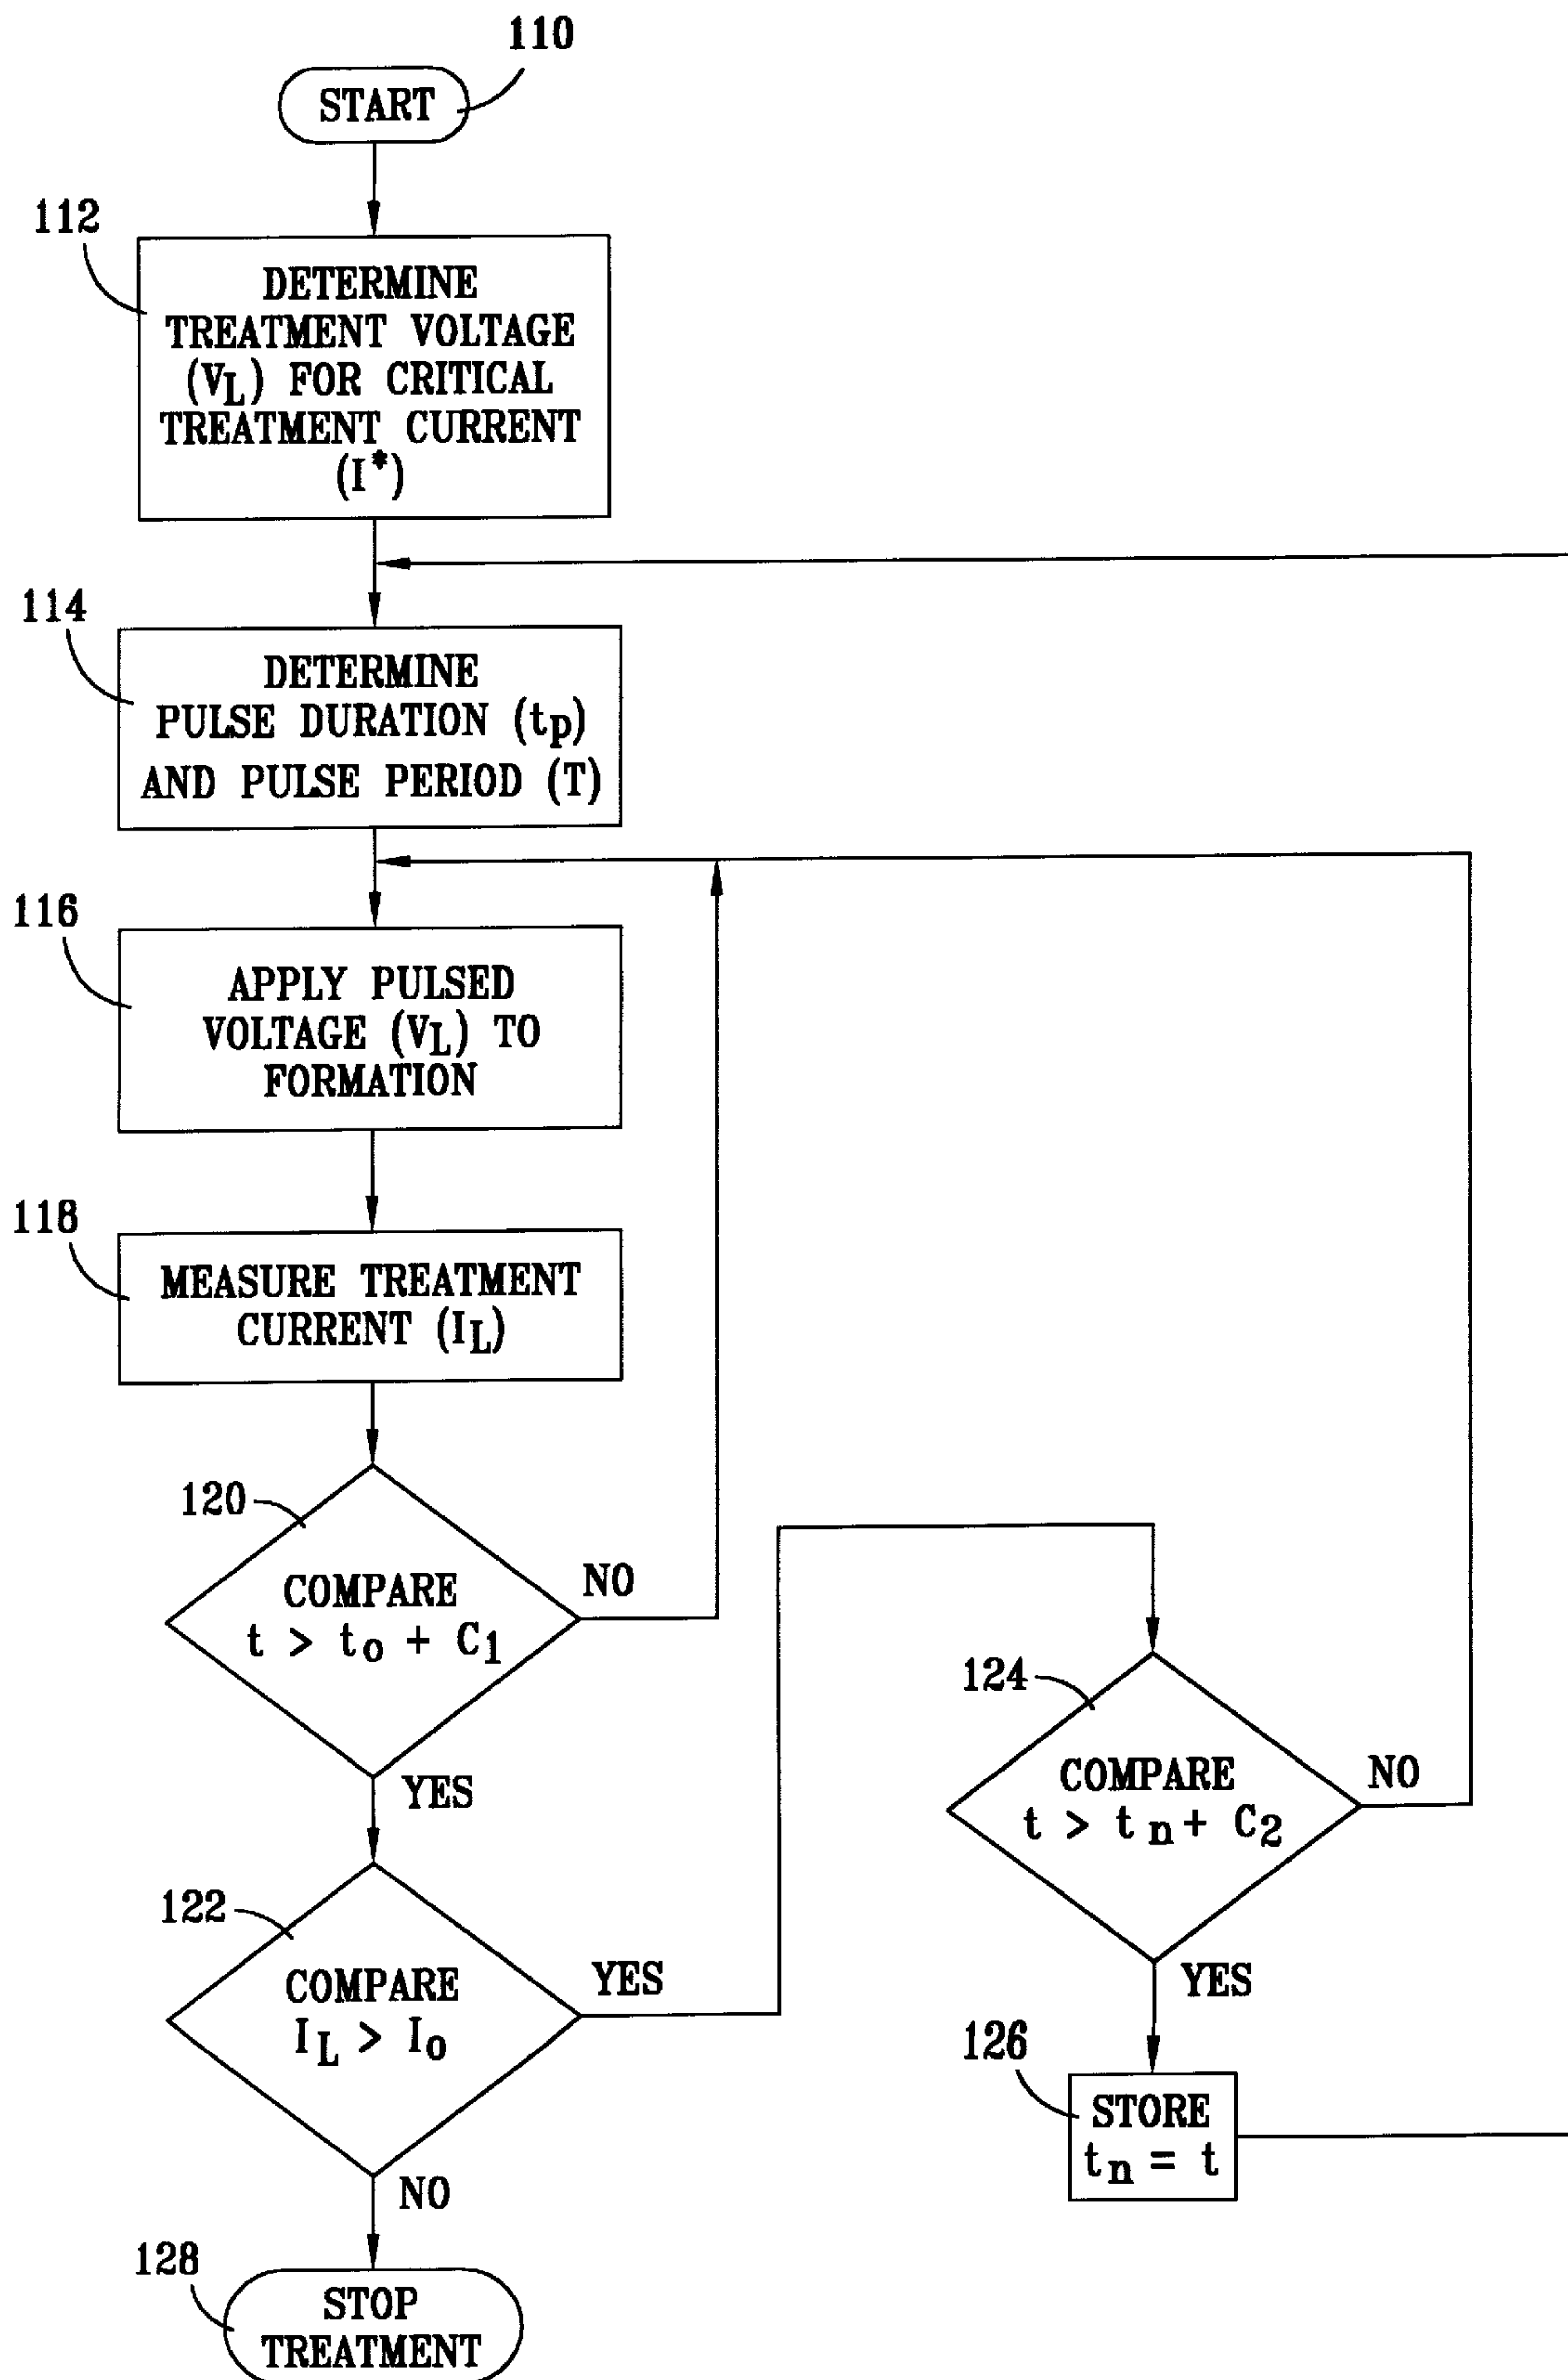 110
START
112
DETERMINE
TREATMENT VOLTAGE
(VL) FOR CRITICAL
TREATMENT CURRENT
(I*)
114
DETERMINE
PULSE DURATION (tp)
AND PULSE PERIOD (T)
116
APPLY PULSED
VOLTAGE (VL) TO
FORMATION
118
MEASURE TREATMENT
CURRENT (IL)
120
COMPARE
t > to + C1
NO
YES
122
COMPARE
IL > Io
YES
NO
124
COMPARE
t > tn + C2
NO
YES
126
STORE
tn = t
128
STOP
TREATMENT